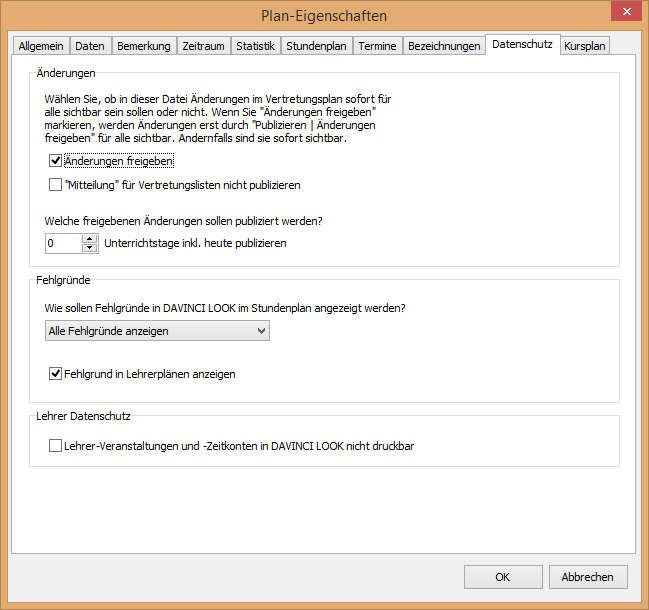 Plan-Eigenschaften
Allgemein Daten Bemerkung Zeitraum Statistik Stundenplan Termine Bezeichnungen Datenschutz Kursplan
Änderungen
Wählen Sie, ob in dieser Datei Änderungen im Vertretungsplan sofort für
alle sichtbar sein sollen oder nicht. Wenn Sie "Änderungen freigeben"
markieren, werden Änderungen erst durch "Publizieren | Änderungen
freigeben" für alle sichtbar. Andernfalls sind sie sofort sichtbar.
Änderungen freigeben
"Mitteilung" für Vertretungslisten nicht publizieren
Welche freigebenen Änderungen sollen publiziert werden?
0 Unterrichtstage inkl. heute publizieren
Fehlgründe
Wie sollen Fehlgründe in DAVINCI LOOK im Stundenplan angezeigt werden?
Alle Fehlgründe anzeigen
Fehlgrund in Lehrerplänen anzeigen
Lehrer Datenschutz
Lehrer-Veranstaltungen und -Zeitkonten in DAVINCI LOOK nicht druckbar
OK Abbrechen